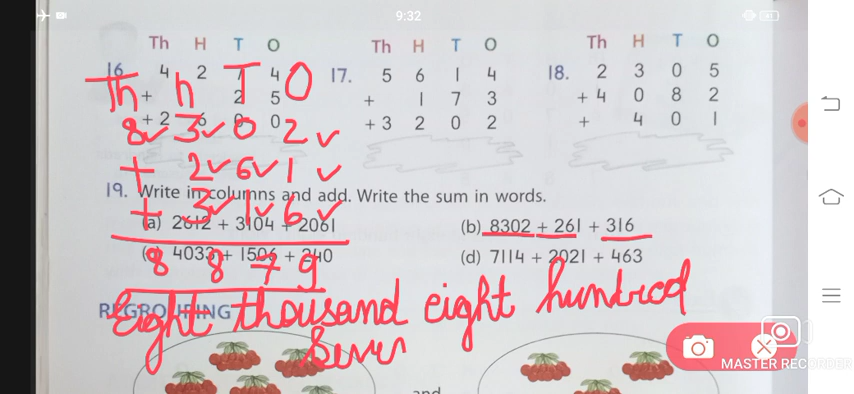 9:32
Th H T O Th H T O Th H T O
16. 4 2 7 4 17. 5 6 1 4 18. 2 3 0 5
+ 2 5 + 1 7 3 + 4 0 8 2
+ 2 6 0 0 + 3 2 0 2 + 4 0 1
Th h T O
8 3 0 2
+ 2 6 1
+ 3 1 6
8 8 7 9
19. Write in columns and add. Write the sum in words.
(a) 2612 + 3104 + 2061 (b) 8302 + 261 + 316
4033 + 1506 + 240 (d) 7114 + 2021 + 463
REGROUPING
Eight thousand eight hundred
Seven
and
MASTER RECORDER